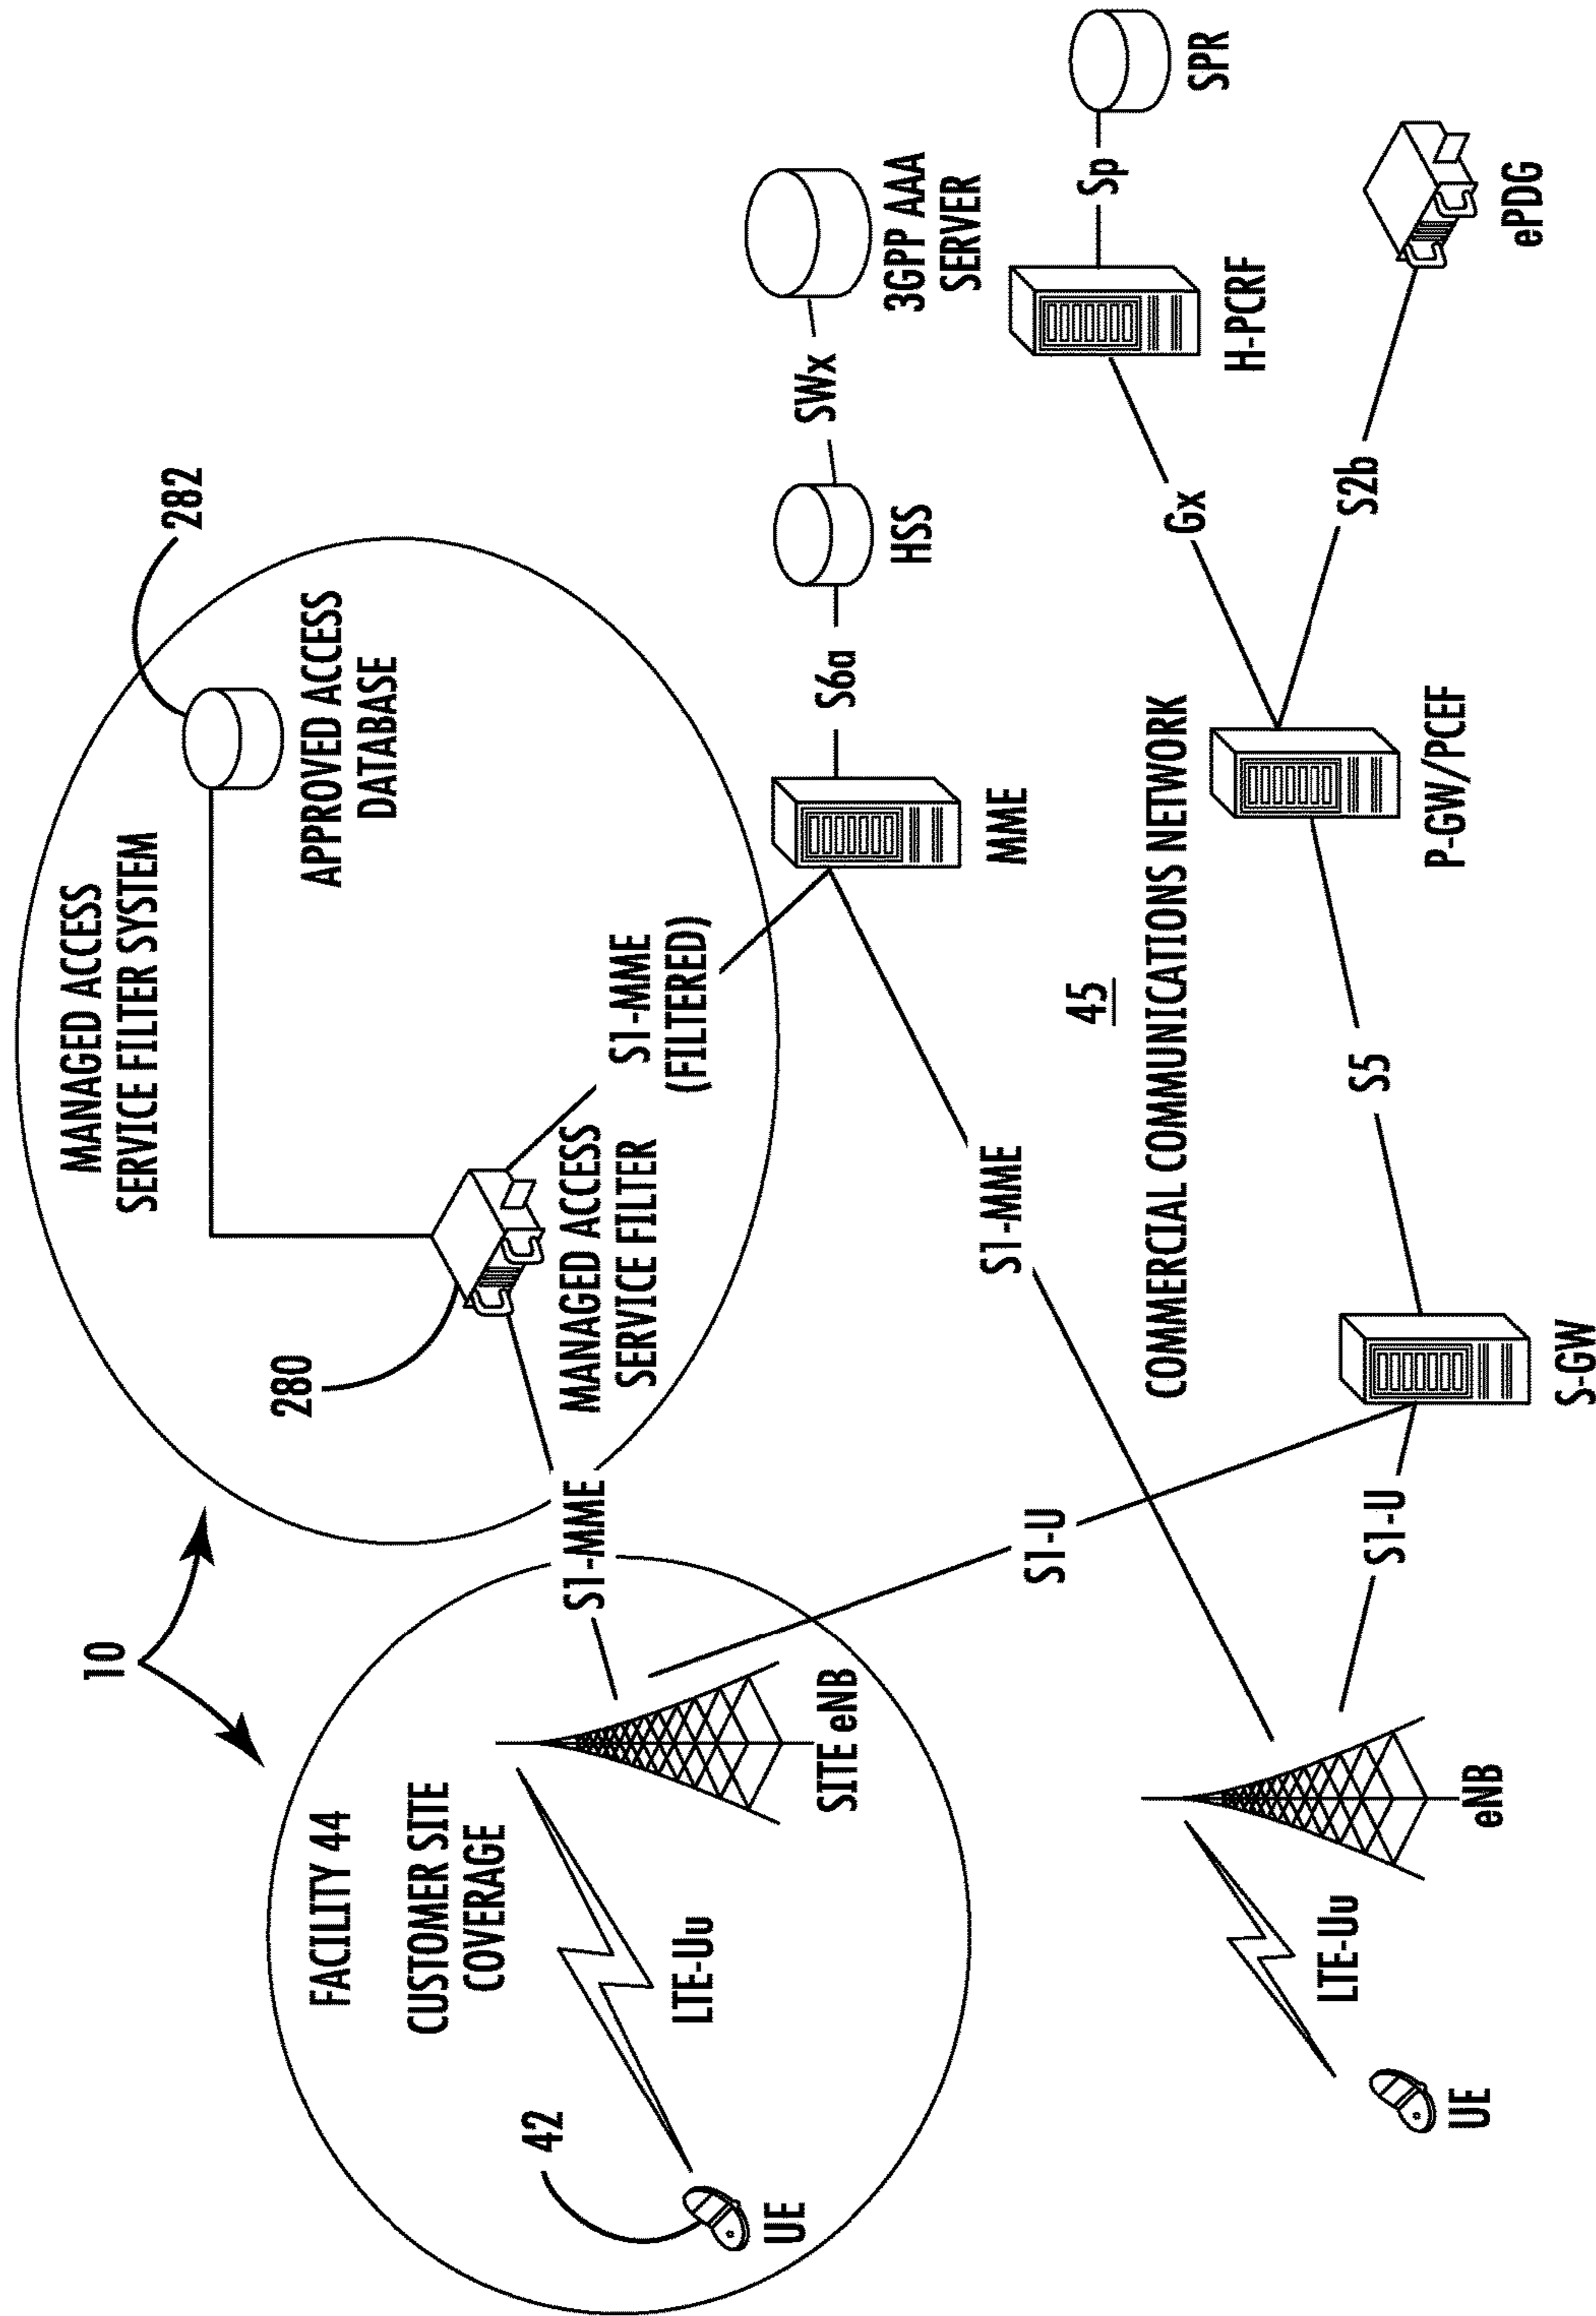 10
FACILITY 44
CUSTOMER SITE
COVERAGE
LTE-Uu
42
UE
SITE eNB
S1-MME
280
MANAGED ACCESS
SERVICE FILTER
MANAGED ACCESS
SERVICE FILTER SYSTEM
282
APPROVED ACCESS
DATABASE
S1-MME
(FILTERED)
MME
S6a
HSS
SWx
3GPP AAA
SERVER
S1-MME
S1-U
45
COMMERCIAL COMMUNICATIONS NETWORK
UE
LTE-Uu
eNB
S1-U
S-GW
S5
P-GW/PCEF
Gx
H-PCRF
Sp
SPR
S2b
ePDG